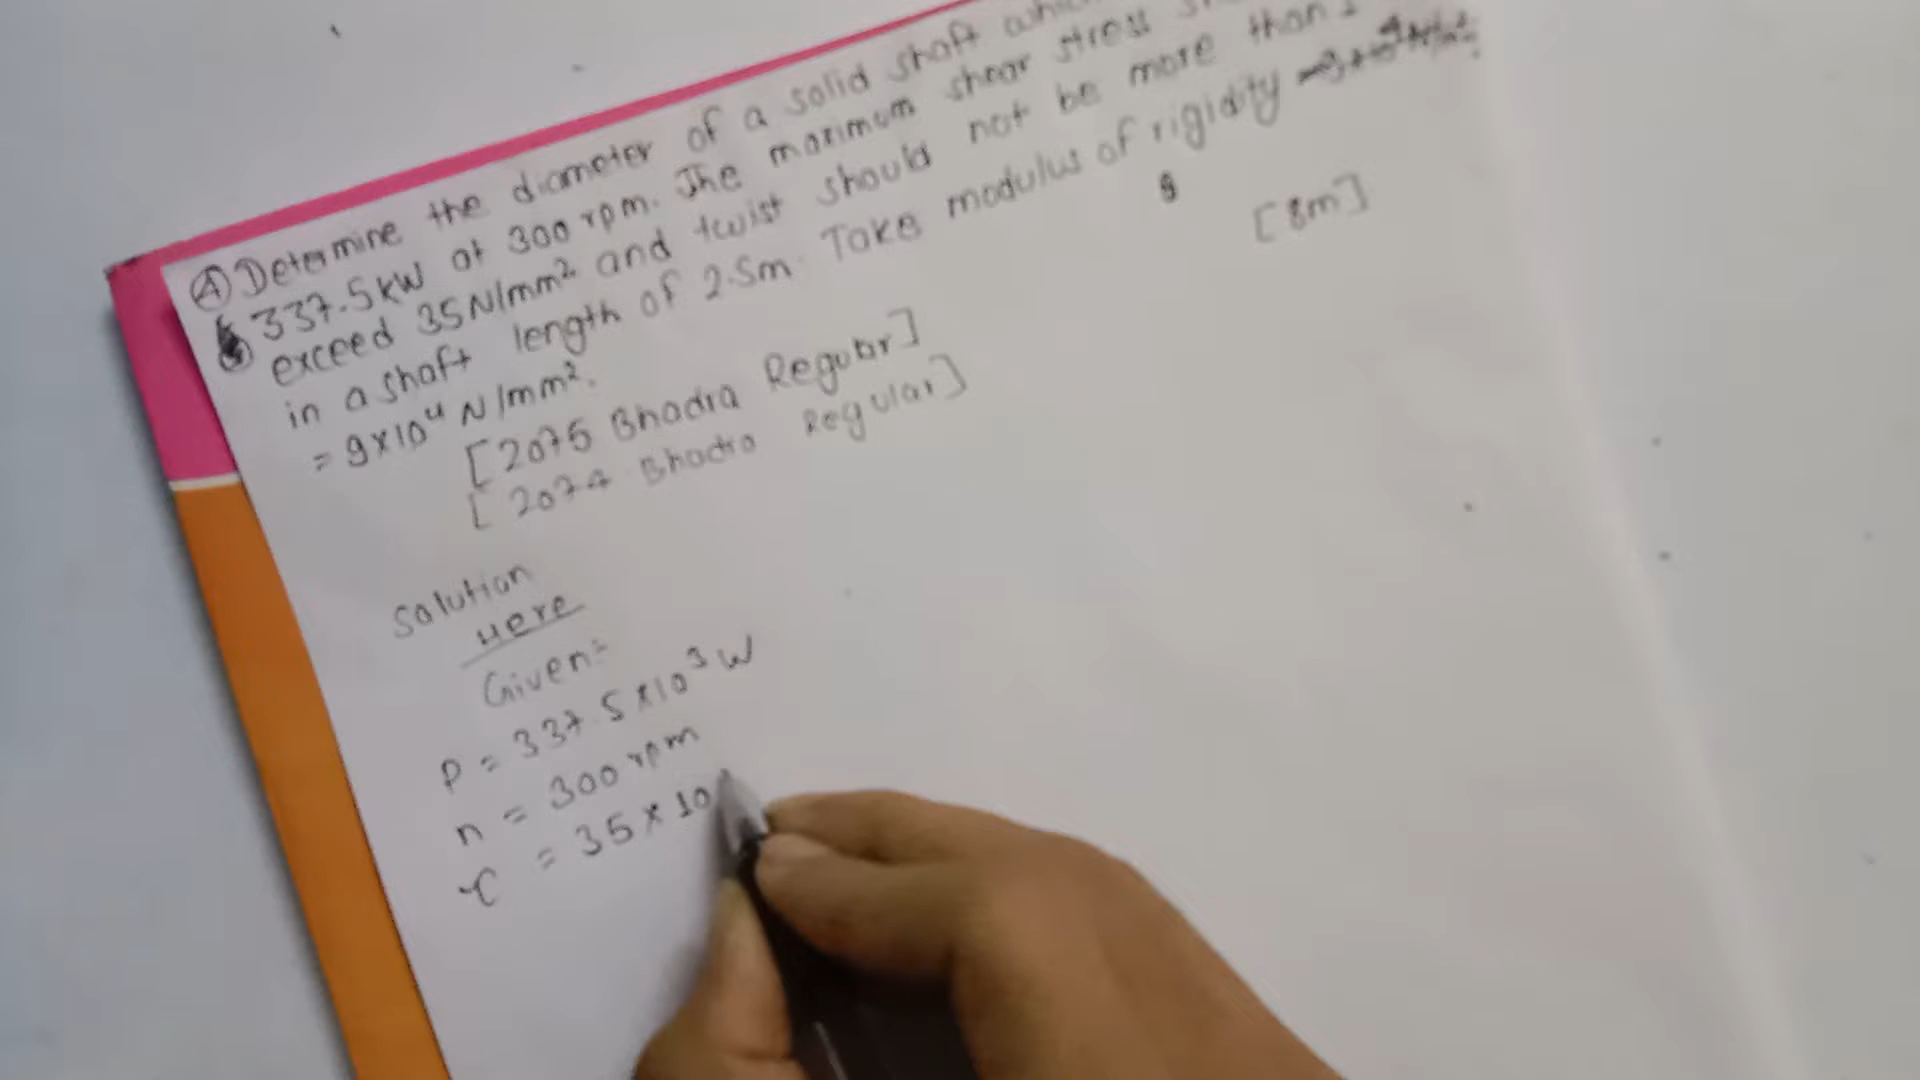 ④ Determine the diameter of a solid shaft
337.5kW at 300 rpm. The maximum shear stress
exceed 35N/mm² and twist should not be more than
in a shaft length of 2.5m. Take modulus of rigidity
= 9×10⁴ N/mm².
[8m]
[2075 Bhadra Regular]
[2074 Bhadra Regular]
Solution
Here
Given=
P = 337.5×10³ W
n = 300 rpm
τ = 35×10